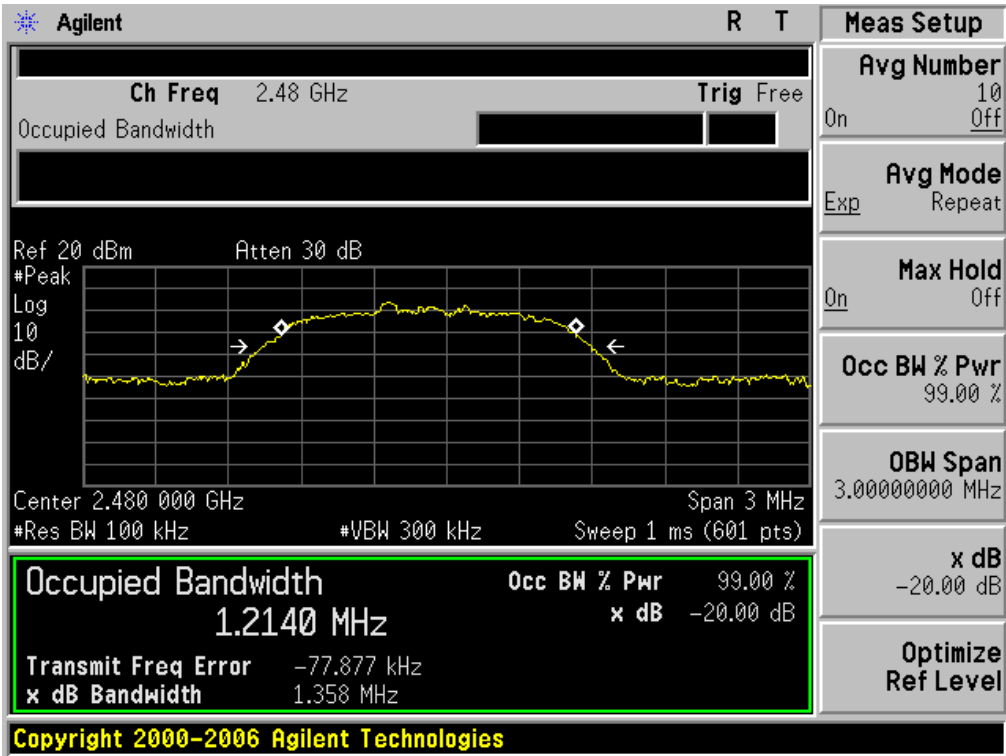 Agilent R T
Ch Freq 2.48 GHz Trig Free
Occupied Bandwidth
Ref 20 dBm Atten 30 dB
#Peak
Log
10
dB/
Center 2.480 000 GHz Span 3 MHz
#Res BW 100 kHz #VBW 300 kHz Sweep 1 ms (601 pts)
Occupied Bandwidth Occ BW % Pwr 99.00 %
1.2140 MHz x dB -20.00 dB
Transmit Freq Error -77.877 kHz
x dB Bandwidth 1.358 MHz
Copyright 2000-2006 Agilent Technologies
Meas Setup
Avg Number
10
On Off
Avg Mode
Exp Repeat
Max Hold
On Off
Occ BW % Pwr
99.00 %
OBW Span
3.00000000 MHz
x dB
-20.00 dB
Optimize
Ref Level